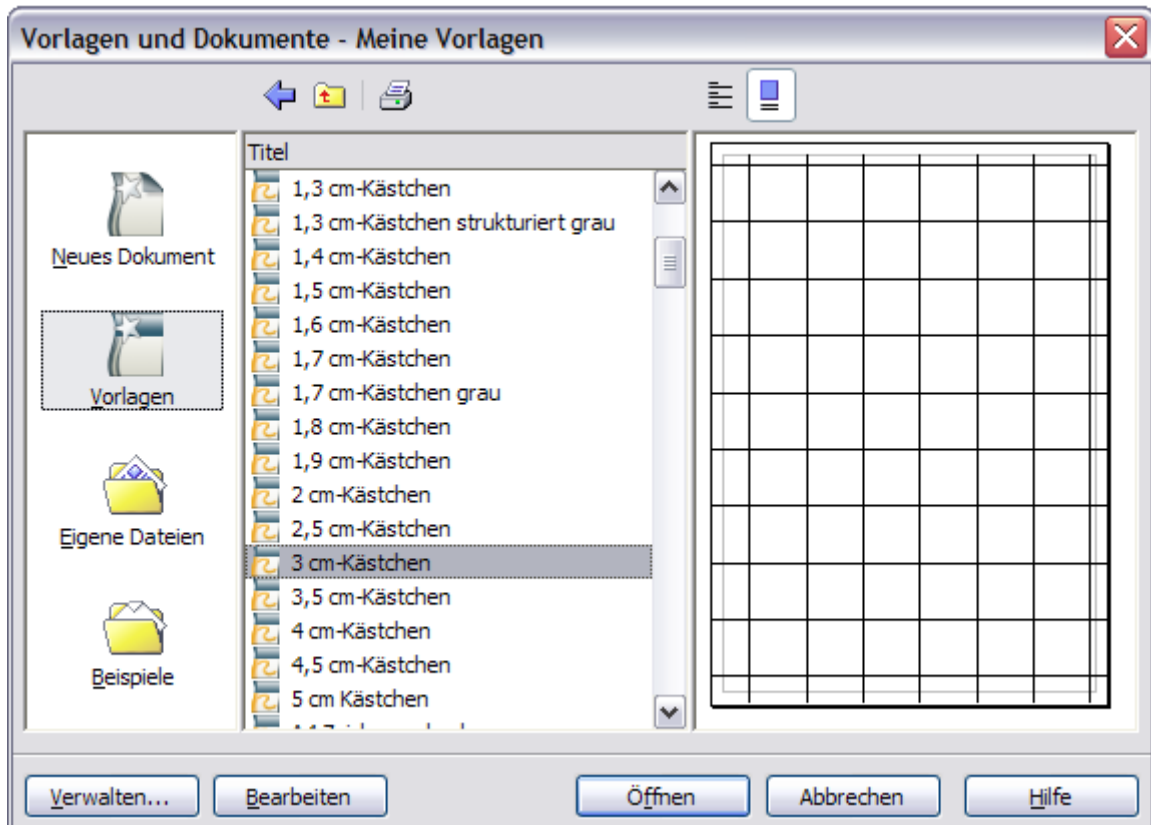 Vorlagen und Dokumente - Meine Vorlagen
Neues Dokument
Vorlagen
Eigene Dateien
Beispiele
Titel
1,3 cm-Kästchen
1,3 cm-Kästchen strukturiert grau
1,4 cm-Kästchen
1,5 cm-Kästchen
1,6 cm-Kästchen
1,7 cm-Kästchen
1,7 cm-Kästchen grau
1,8 cm-Kästchen
1,9 cm-Kästchen
2 cm-Kästchen
2,5 cm-Kästchen
3 cm-Kästchen
3,5 cm-Kästchen
4 cm-Kästchen
4,5 cm-Kästchen
5 cm Kästchen
Verwalten... Bearbeiten Öffnen Abbrechen Hilfe